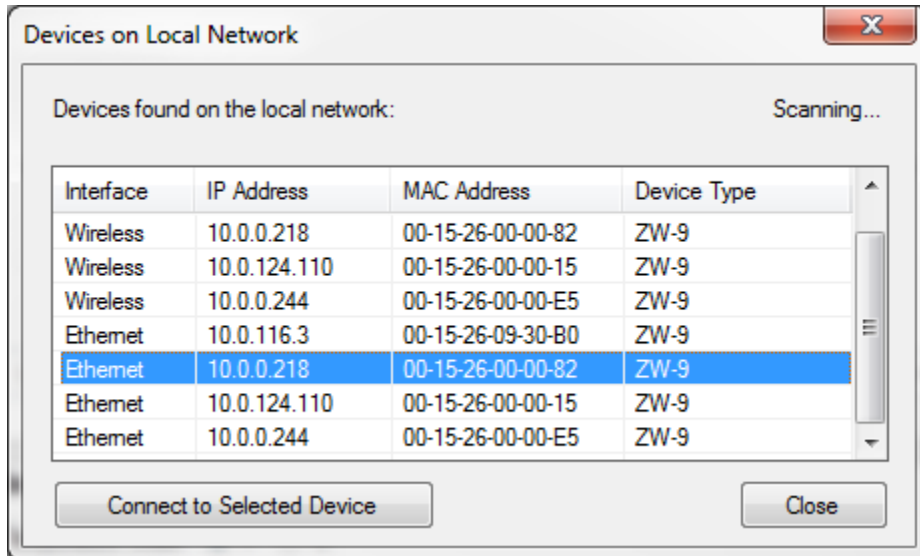 Devices on Local Network
Devices found on the local network: Scanning...
Interface IP Address MAC Address Device Type
Wireless 10.0.0.218 00-15-26-00-00-82 ZW-9
Wireless 10.0.124.110 00-15-26-00-00-15 ZW-9
Wireless 10.0.0.244 00-15-26-00-00-E5 ZW-9
Ethernet 10.0.116.3 00-15-26-09-30-B0 ZW-9
Ethernet 10.0.0.218 00-15-26-00-00-82 ZW-9
Ethernet 10.0.124.110 00-15-26-00-00-15 ZW-9
Ethernet 10.0.0.244 00-15-26-00-00-E5 ZW-9
Connect to Selected Device Close